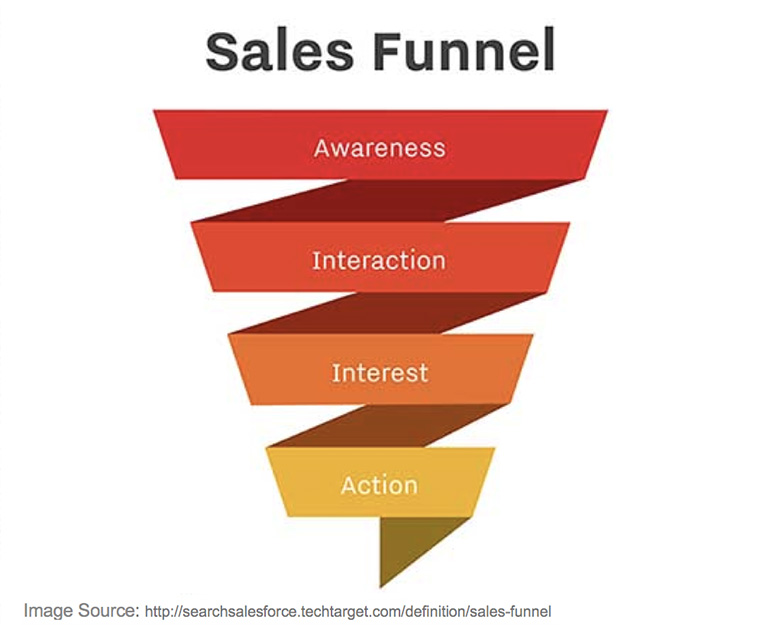 Sales Funnel
Awareness
Interaction
Interest
Action
Image Source: http://searchsalesforce.techtarget.com/definition/sales-funnel